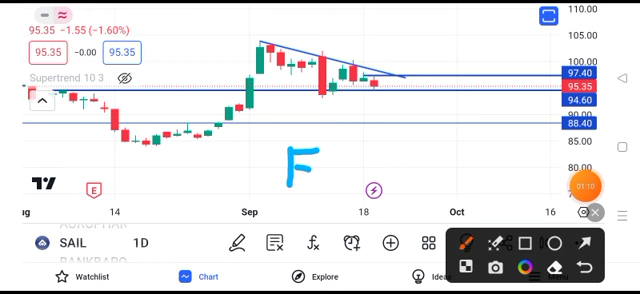 110.00
95.35 −1.55 (−1.60%)
105.00
95.35 −0.00 95.35
100.00
97.40
Supertrend 10 3
95.35
94.60
90.00
88.40
85.00
80.00
F
E
01:10
14 Sep 18 Oct 16
SAIL 1D
Watchlist Chart Explore Ideas Menu